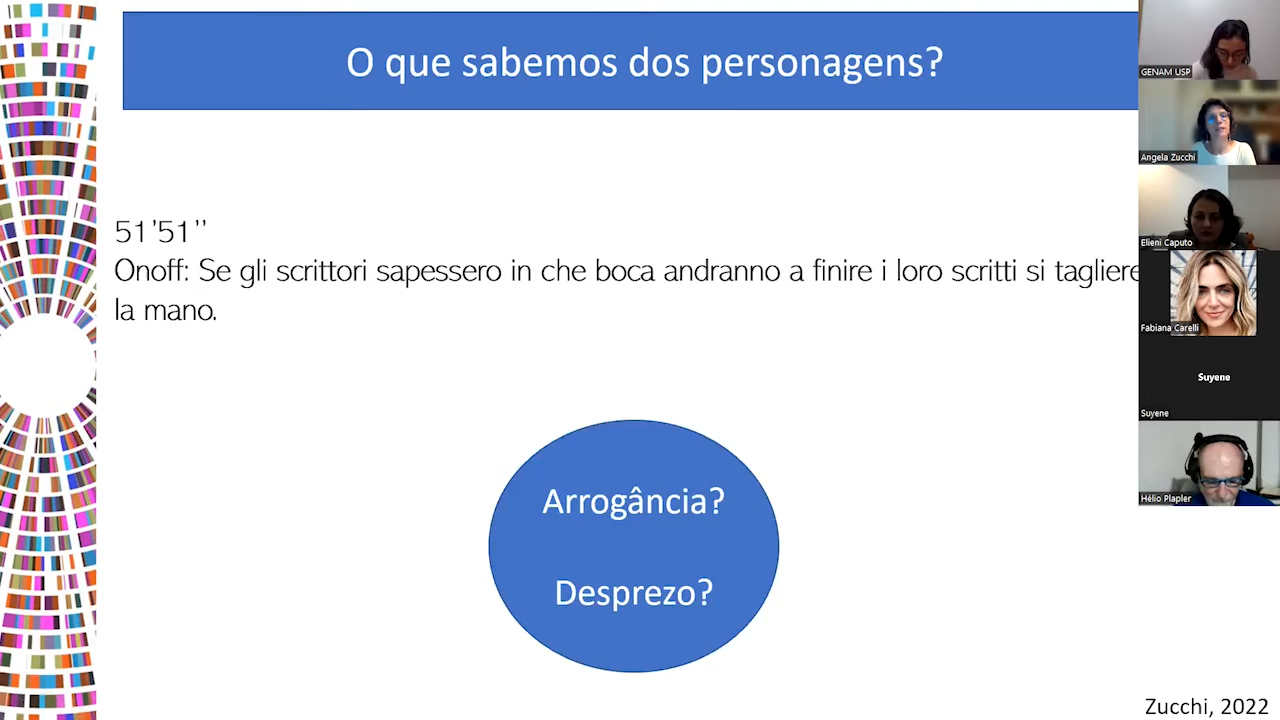 O que sabemos dos personagens?
51'51''
Onoff: Se gli scrittori sapessero in che boca andranno a finire i loro scritti si tagliere
la mano.
Arrogância?
Desprezo?
Zucchi, 2022
GENAM USP
Angela Zucchi
Elieni Caputo
Fabiana Carelli
Suyene
Suyene
Hélio Plapler